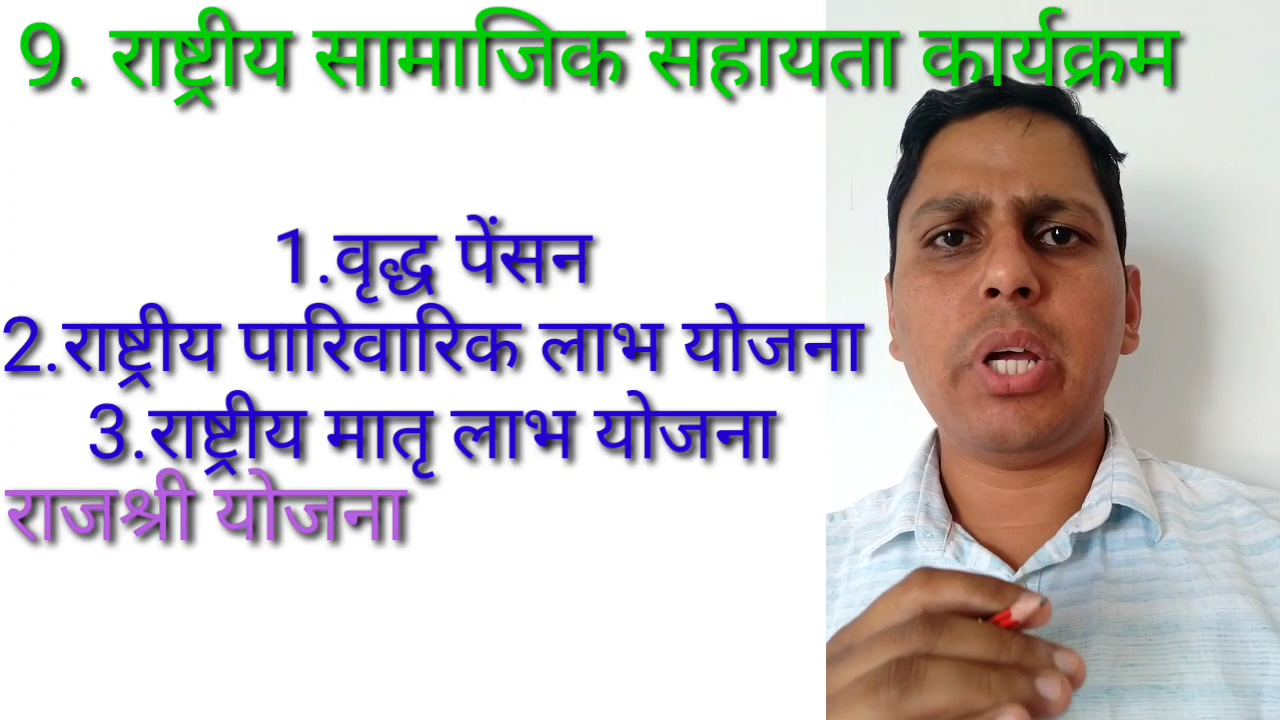 9. राष्ट्रीय सामाजिक सहायता कार्यक्रम
1.वृद्ध पेंसन
2.राष्ट्रीय पारिवारिक लाभ योजना
3.राष्ट्रीय मातृ लाभ योजना
राजश्री योजना